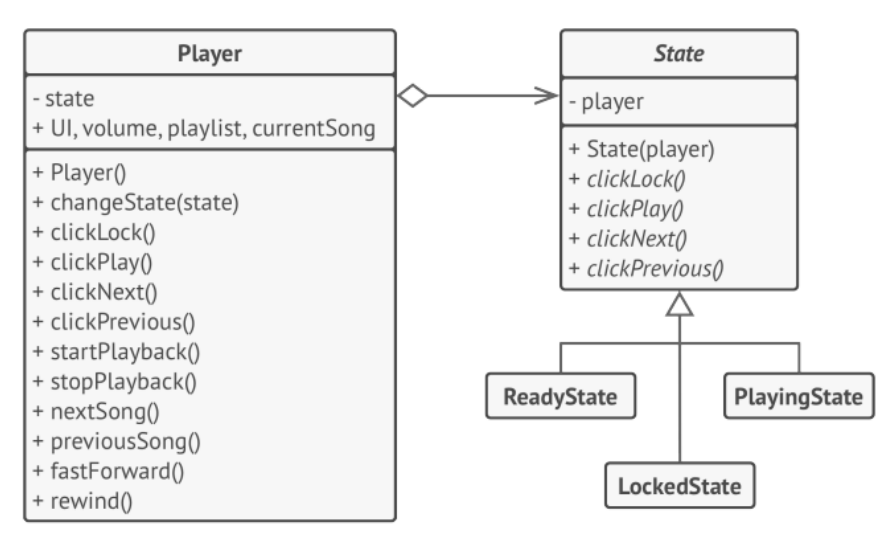 Player
- state
+ UI, volume, playlist, currentSong
+ Player()
+ changeState(state)
+ clickLock()
+ clickPlay()
+ clickNext()
+ clickPrevious()
+ startPlayback()
+ stopPlayback()
+ nextSong()
+ previousSong()
+ fastForward()
+ rewind()
State
- player
+ State(player)
+ clickLock()
+ clickPlay()
+ clickNext()
+ clickPrevious()
ReadyState
PlayingState
LockedState